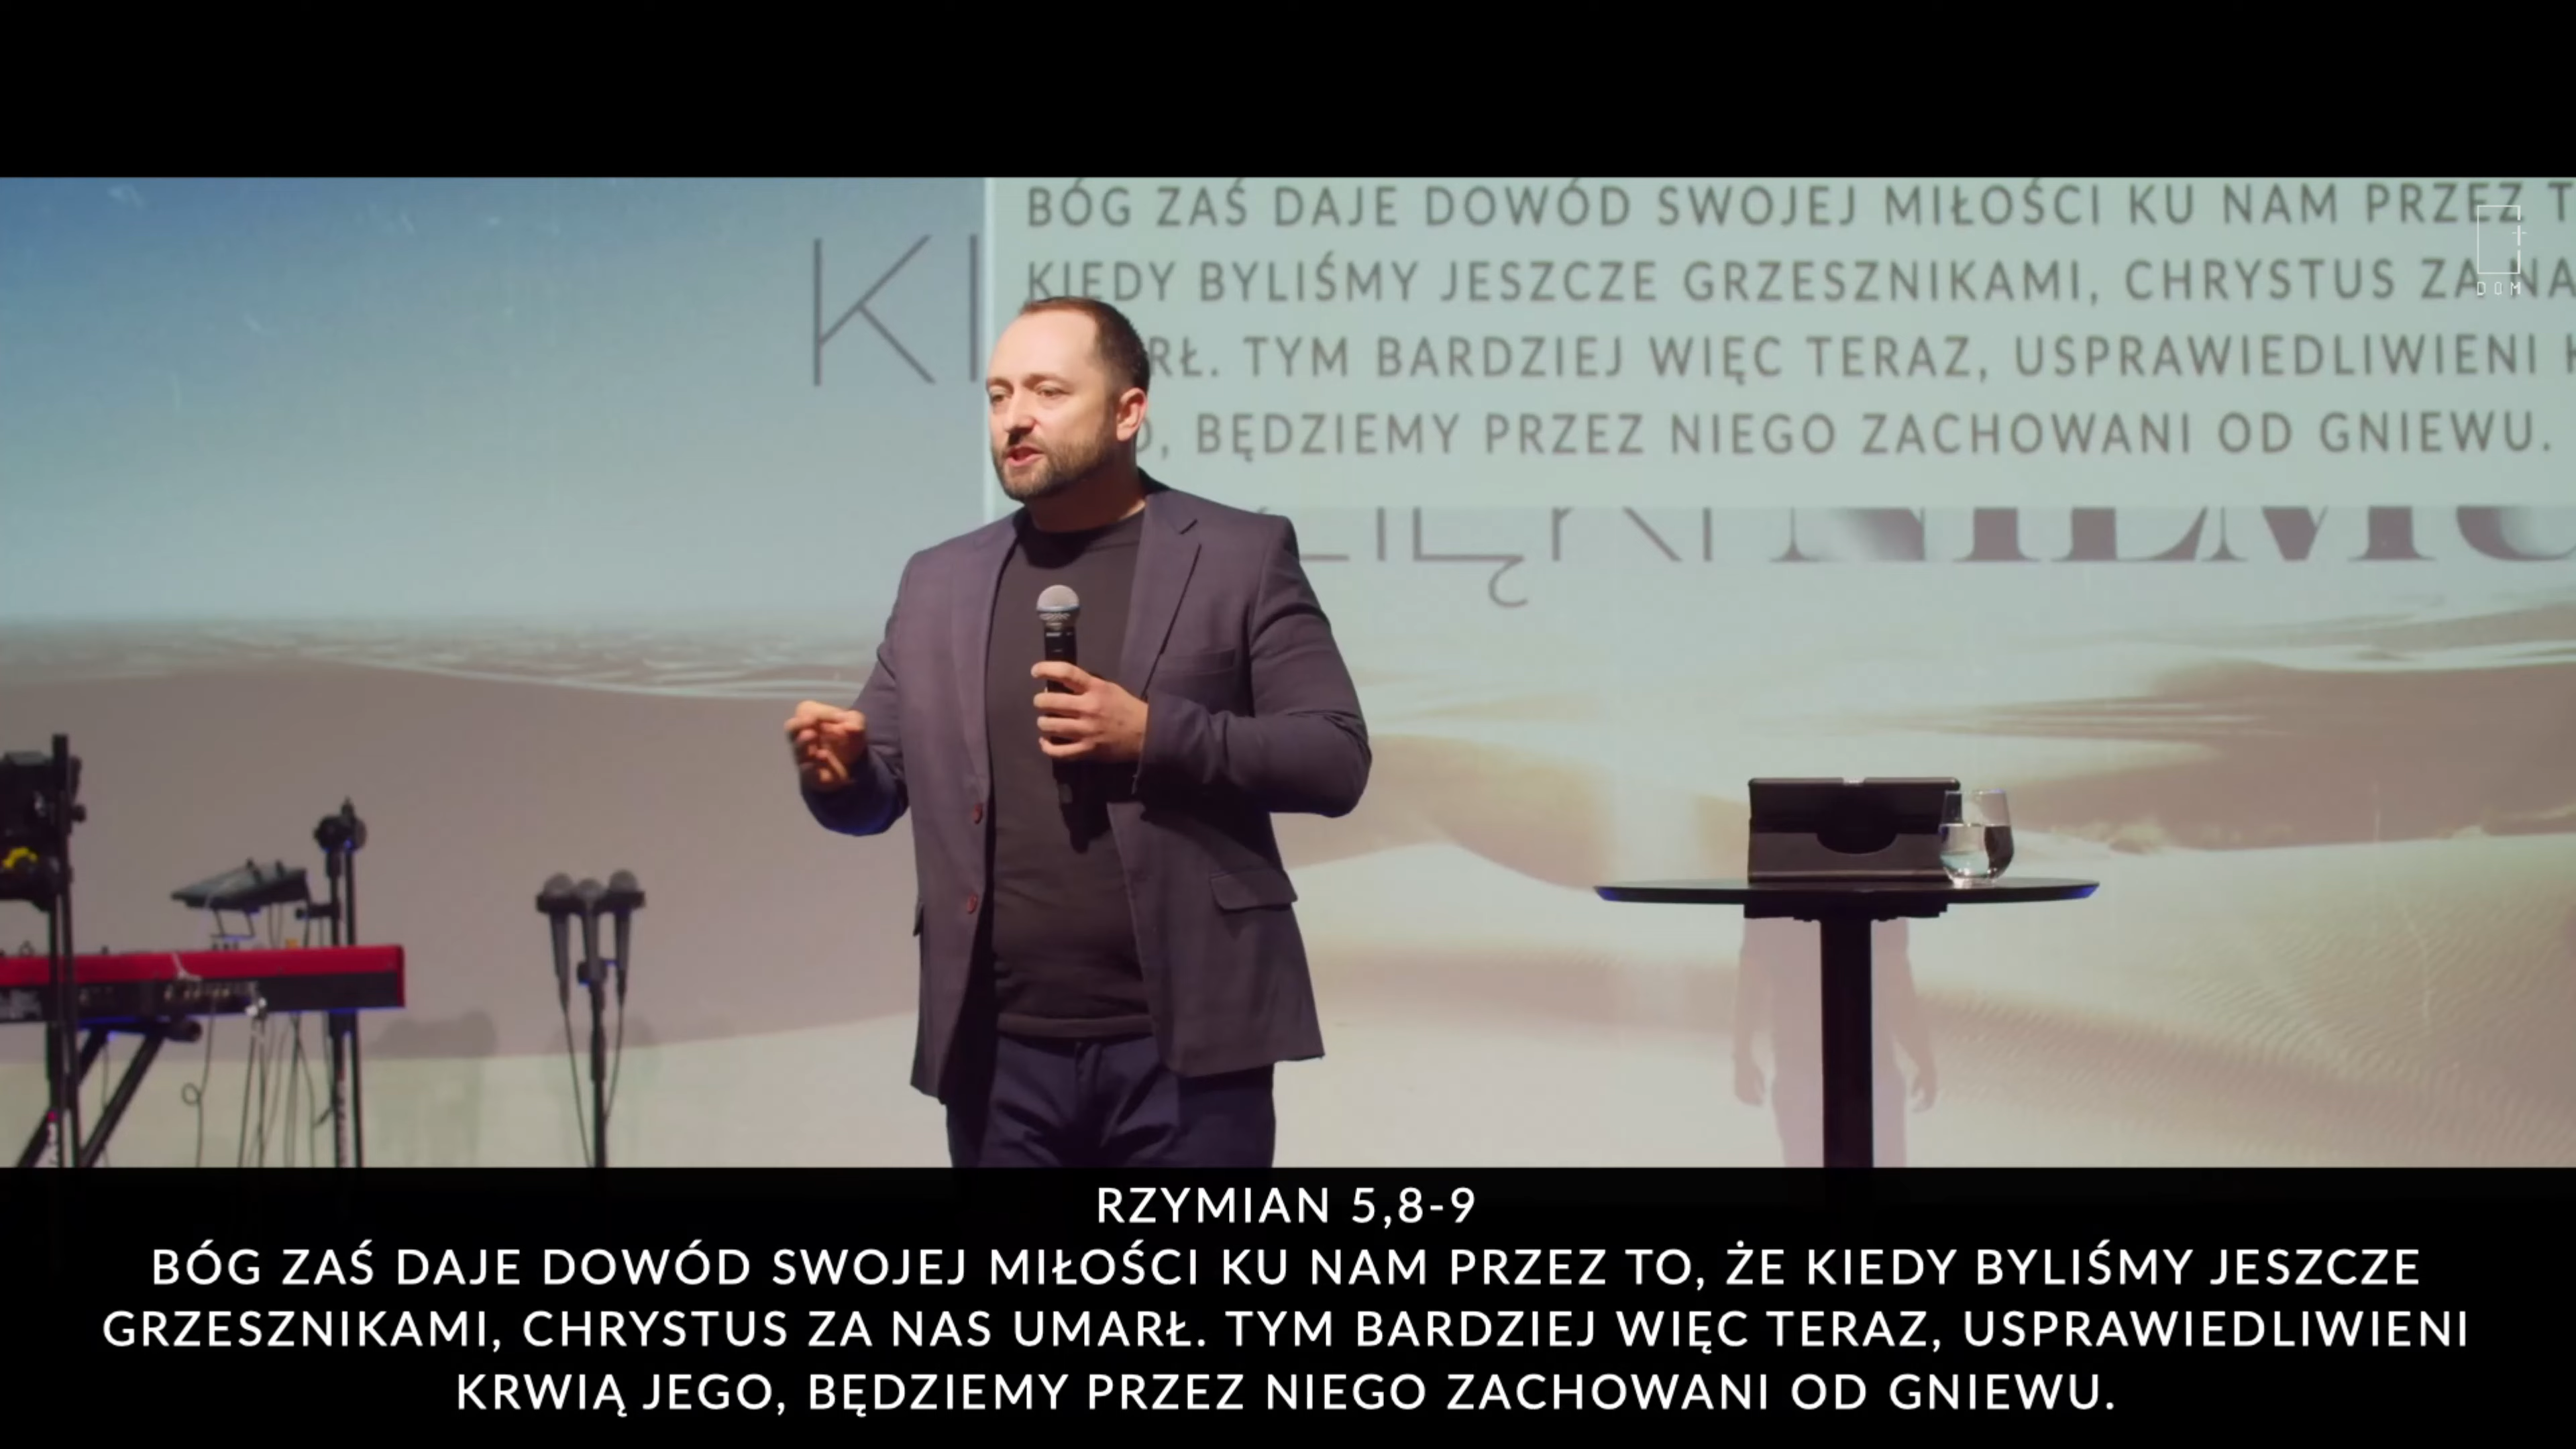 BÓG ZAŚ DAJE DOWÓD SWOJEJ MIŁOŚCI KU NAM PRZEZ
KIEDY BYLIŚMY JESZCZE GRZESZNIKAMI, CHRYSTUS ZA
TYM BARDZIEJ WIĘC TERAZ, USPRAWIEDLIWIENI
BĘDZIEMY PRZEZ NIEGO ZACHOWANI OD GNIEWU.
DOM
RZYMIAN 5,8-9
BÓG ZAŚ DAJE DOWÓD SWOJEJ MIŁOŚCI KU NAM PRZEZ TO, ŻE KIEDY BYLIŚMY JESZCZE
GRZESZNIKAMI, CHRYSTUS ZA NAS UMARŁ. TYM BARDZIEJ WIĘC TERAZ, USPRAWIEDLIWIENI
KRWIĄ JEGO, BĘDZIEMY PRZEZ NIEGO ZACHOWANI OD GNIEWU.